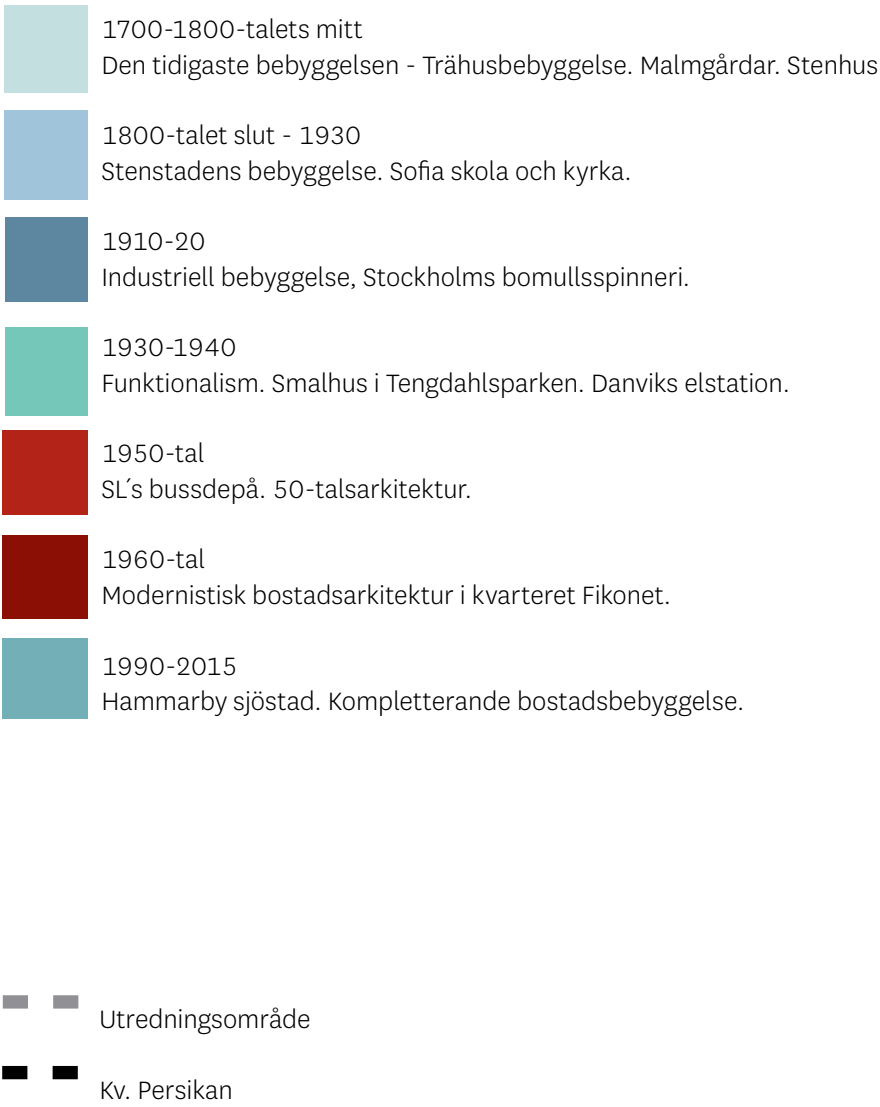 1700-1800-talets mitt
Den tidigaste bebyggelsen - Trähusbebyggelse. Malmgårdar. Stenhus
1800-talet slut - 1930
Stenstadens bebyggelse. Sofia skola och kyrka.
1910-20
Industriell bebyggelse, Stockholms bomullsspinneri.
1930-1940
Funktionalism. Smalhus i Tengdahlsparken. Danviks elstation.
1950-tal
SL´s bussdepå. 50-talsarkitektur.
1960-tal
Modernistisk bostadsarkitektur i kvarteret Fikonet.
1990-2015
Hammarby sjöstad. Kompletterande bostadsbebyggelse.
Utredningsområde
Kv. Persikan